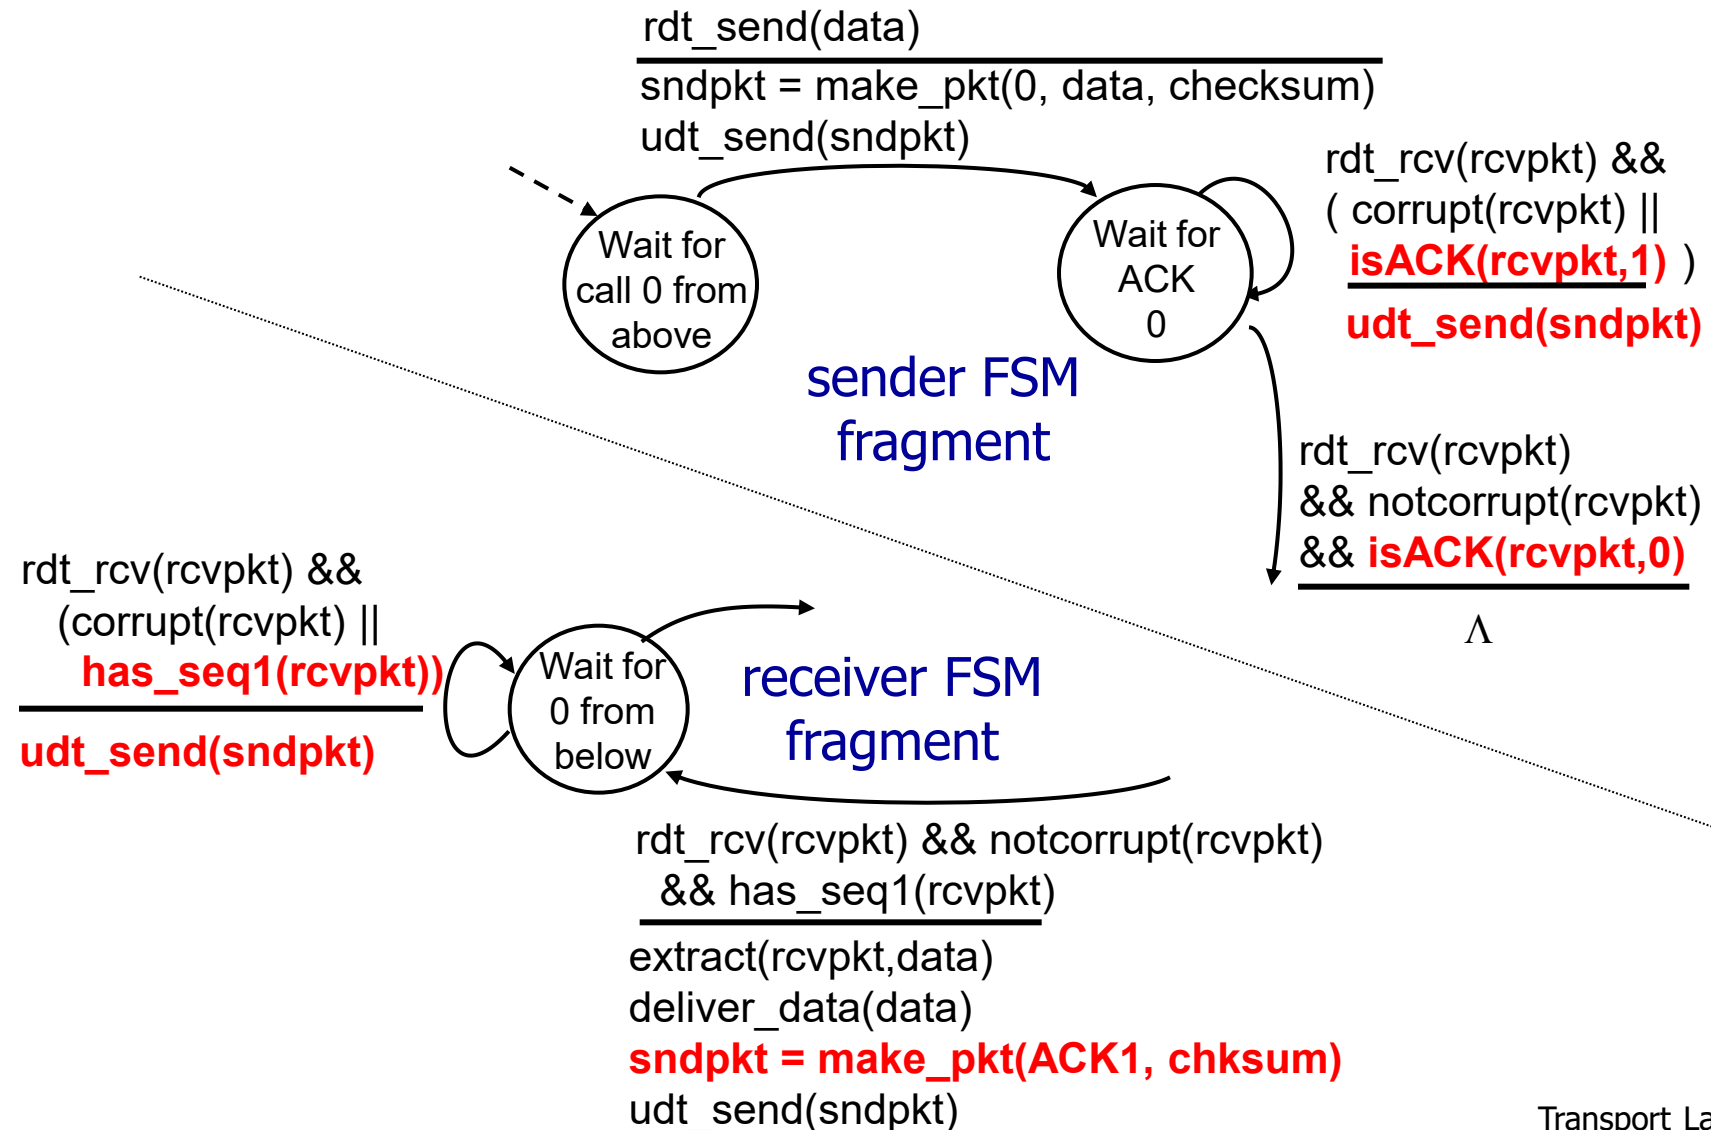 rdt_send(data)
sndpkt = make_pkt(0, data, checksum)
udt_send(sndpkt)
rdt_rcv(rcvpkt) &&
( corrupt(rcvpkt) ||
isACK(rcvpkt,1) )
udt_send(sndpkt)
Wait for
call 0 from
above
Wait for
ACK
0
sender FSM
fragment
rdt_rcv(rcvpkt)
&& notcorrupt(rcvpkt)
&& isACK(rcvpkt,0)
Λ
rdt_rcv(rcvpkt) &&
(corrupt(rcvpkt) ||
has_seq1(rcvpkt))
udt_send(sndpkt)
Wait for
0 from
below
receiver FSM
fragment
rdt_rcv(rcvpkt) && notcorrupt(rcvpkt)
&& has_seq1(rcvpkt)
extract(rcvpkt,data)
deliver_data(data)
sndpkt = make_pkt(ACK1, chksum)
udt_send(sndpkt)
Transport La